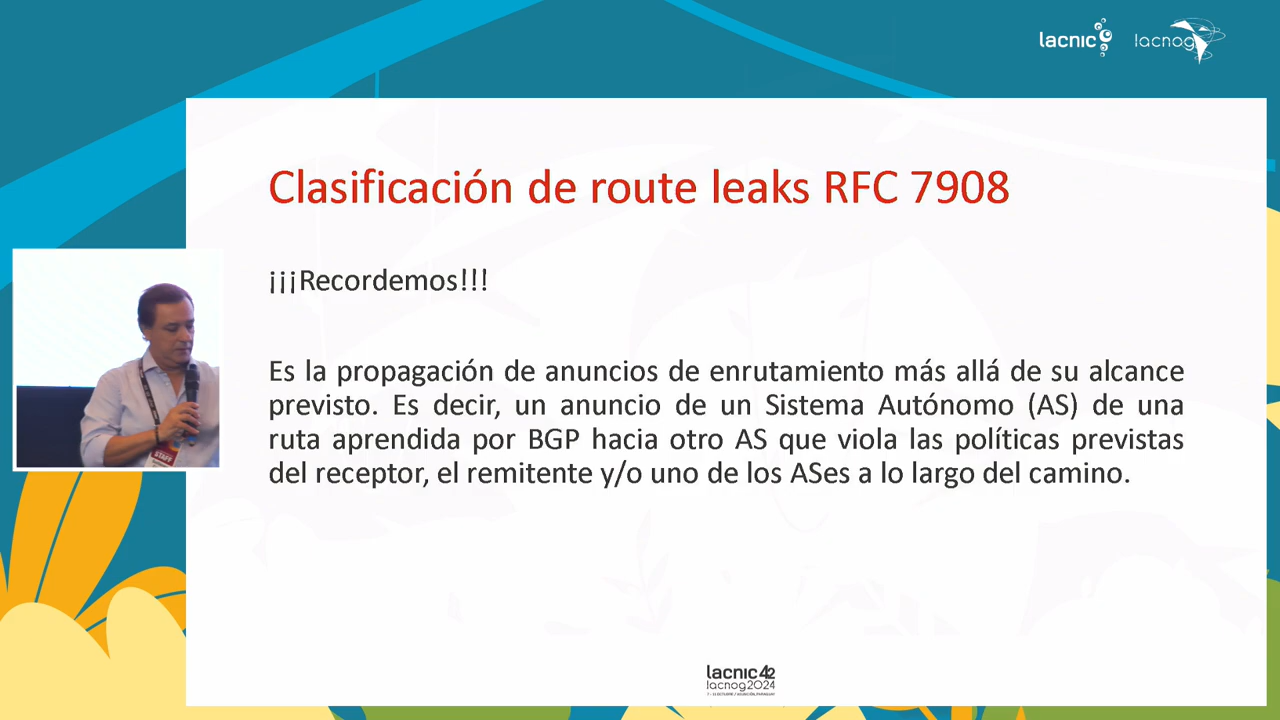 lacnic
lacnog
Clasificación de route leaks RFC 7908
¡¡¡Recordemos!!!
Es la propagación de anuncios de enrutamiento más allá de su alcance
previsto. Es decir, un anuncio de un Sistema Autónomo (AS) de una
ruta aprendida por BGP hacia otro AS que viola las políticas previstas
del receptor, el remitente y/o uno de los ASes a lo largo del camino.
STAFF
lacnic42
lacnog2024